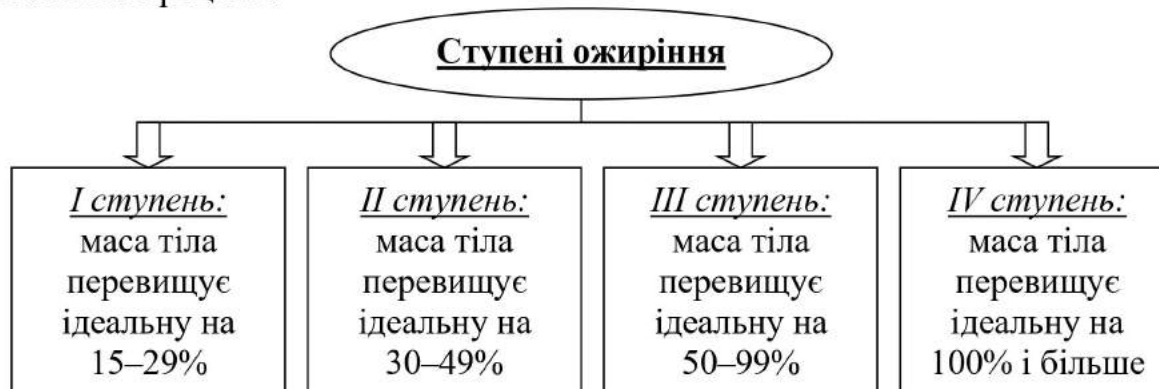 Ступені ожиріння
I ступень:
маса тіла
перевищує
ідеальну на
15–29%
II ступень:
маса тіла
перевищує
ідеальну на
30–49%
III ступень:
маса тіла
перевищує
ідеальну на
50–99%
IV ступень:
маса тіла
перевищує
ідеальну на
100% і більше